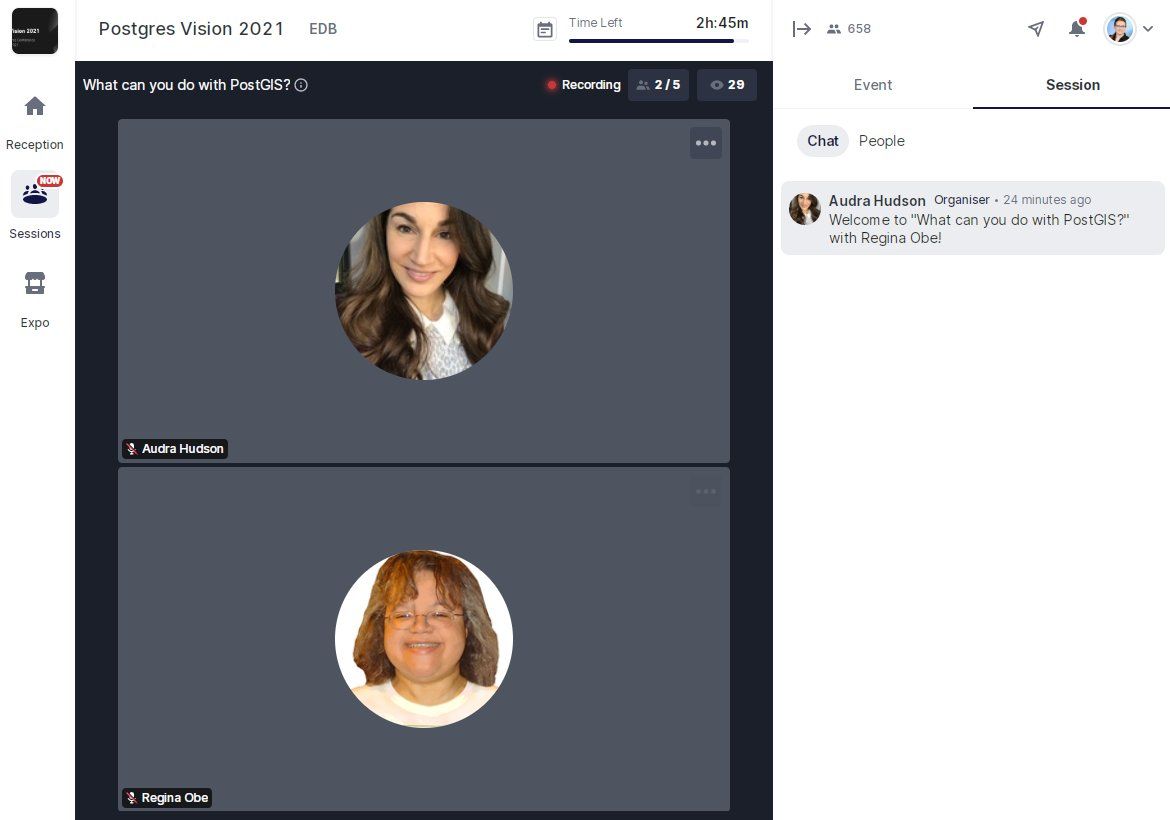 Vision 2021
Reception
NOW
Sessions
Expo
Postgres Vision 2021
EDB
Time Left
2h:45m
What can you do with PostGIS?
Recording
2 / 5
29
Audra Hudson
Regina Obe
658
Event
Session
Chat
People
Audra Hudson Organiser • 24 minutes ago
Welcome to "What can you do with PostGIS?"
with Regina Obe!